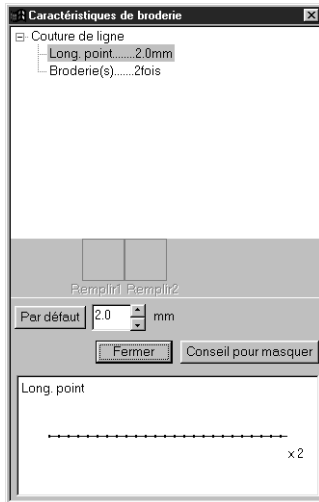 Caractéristiques de broderie
Couture de ligne
Long. point......2.0mm
Broderie(s)......2fois
Remplir1 Remplir2
Par défaut 2.0 mm
Fermer Conseil pour masquer
Long. point
x 2